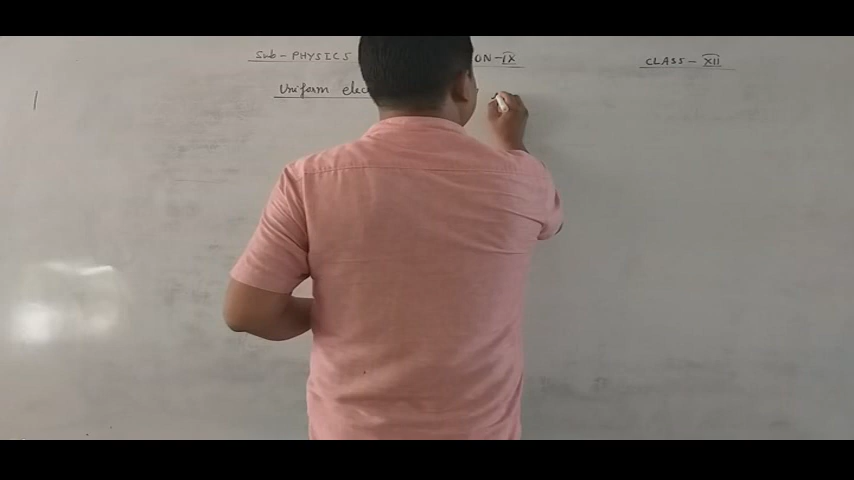 Sub - PHYSICS ON - IX CLASS - XII
Uniform elec